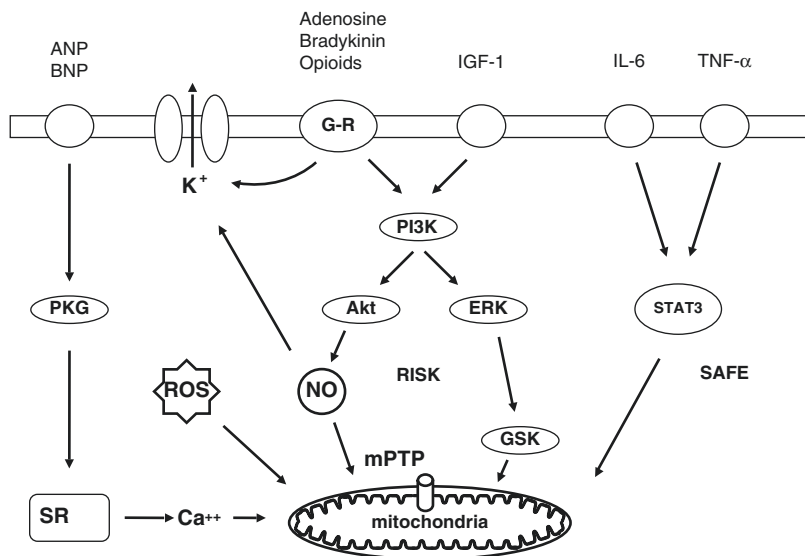 Adenosine
Bradykinin
Opioids
ANP
BNP
IGF-1
IL-6
TNF-α
G-R
K+
PI3K
PKG
Akt
ERK
STAT3
ROS
NO
RISK
SAFE
GSK
mPTP
SR
Ca++
mitochondria